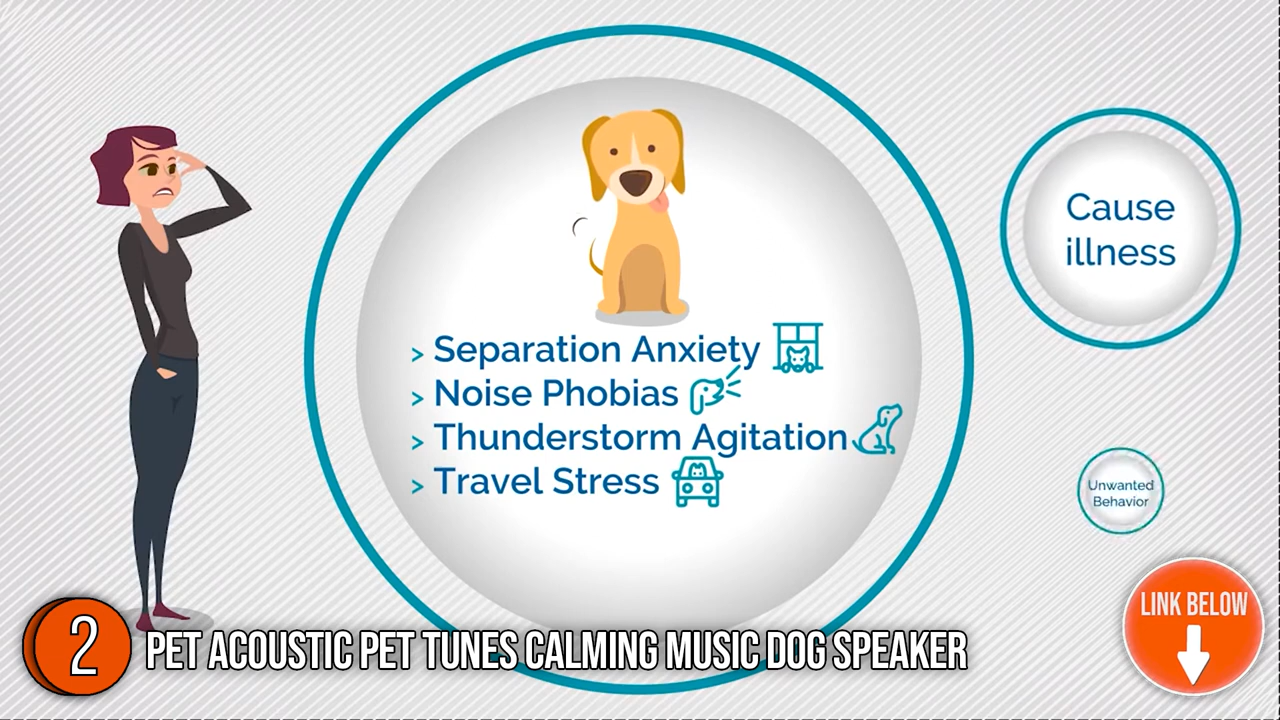 > Separation Anxiety
> Noise Phobias
> Thunderstorm Agitation
> Travel Stress
Cause
illness
Unwanted
Behavior
LINK BELOW
2
PET ACOUSTIC PET TUNES CALMING MUSIC DOG SPEAKER